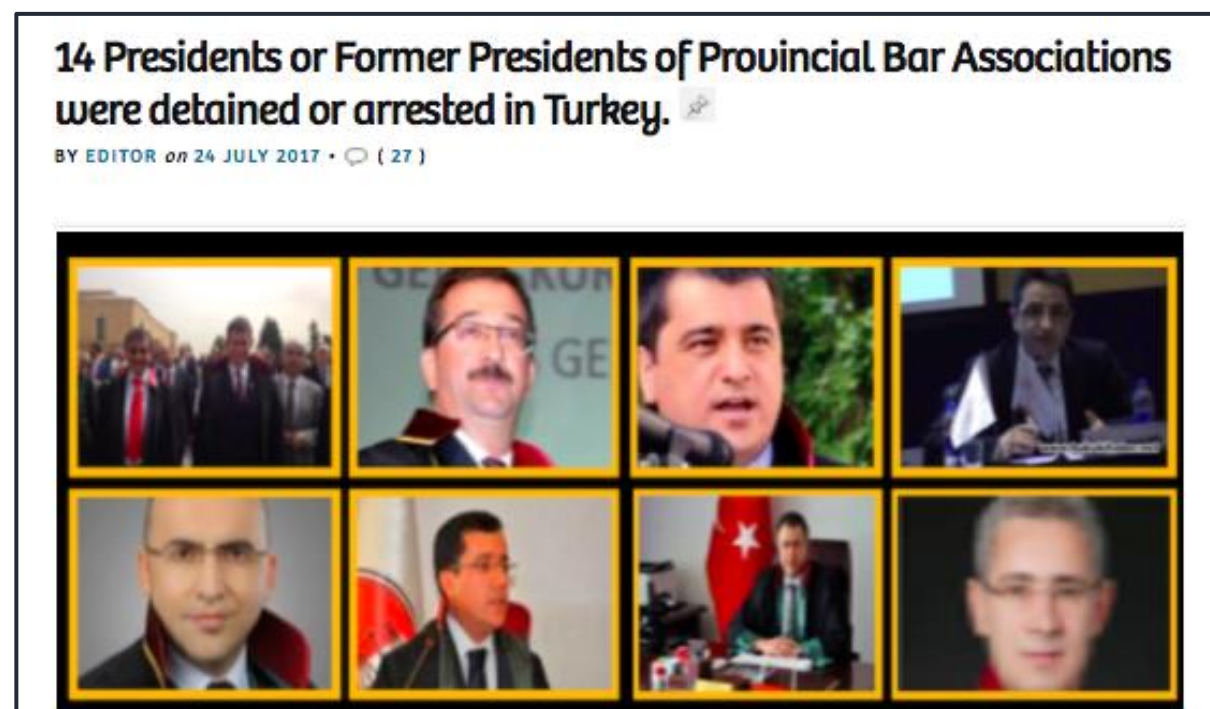 14 Presidents or Former Presidents of Provincial Bar Associations
were detained or arrested in Turkey.
BY EDITOR on 24 JULY 2017 • ( 27 )
GE